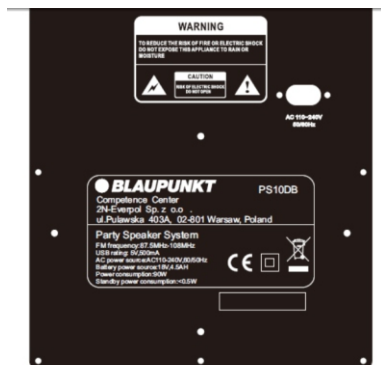 WARNING
TO REDUCE THE RISK OF FIRE OR ELECTRIC SHOCK
DO NOT EXPOSE THIS APPLIANCE TO RAIN OR
MOISTURE
CAUTION
RISK OF ELECTRIC SHOCK
DO NOT OPEN
AC 110-240V
50/60Hz
BLAUPUNKT PS10DB
Competence Center
2N-Everpol Sp. z o.o .
ul.Pulawska 403A, 02-801 Warsaw, Poland
Party Speaker System
FM frequency:87.5MHz-108MHz
USB rating: 5V,500mA
AC power source:AC110-240V,60/50Hz
Battery power source:18V,4.5AH
Power consumption:90W
Standby power consumption:<0.5W
CE